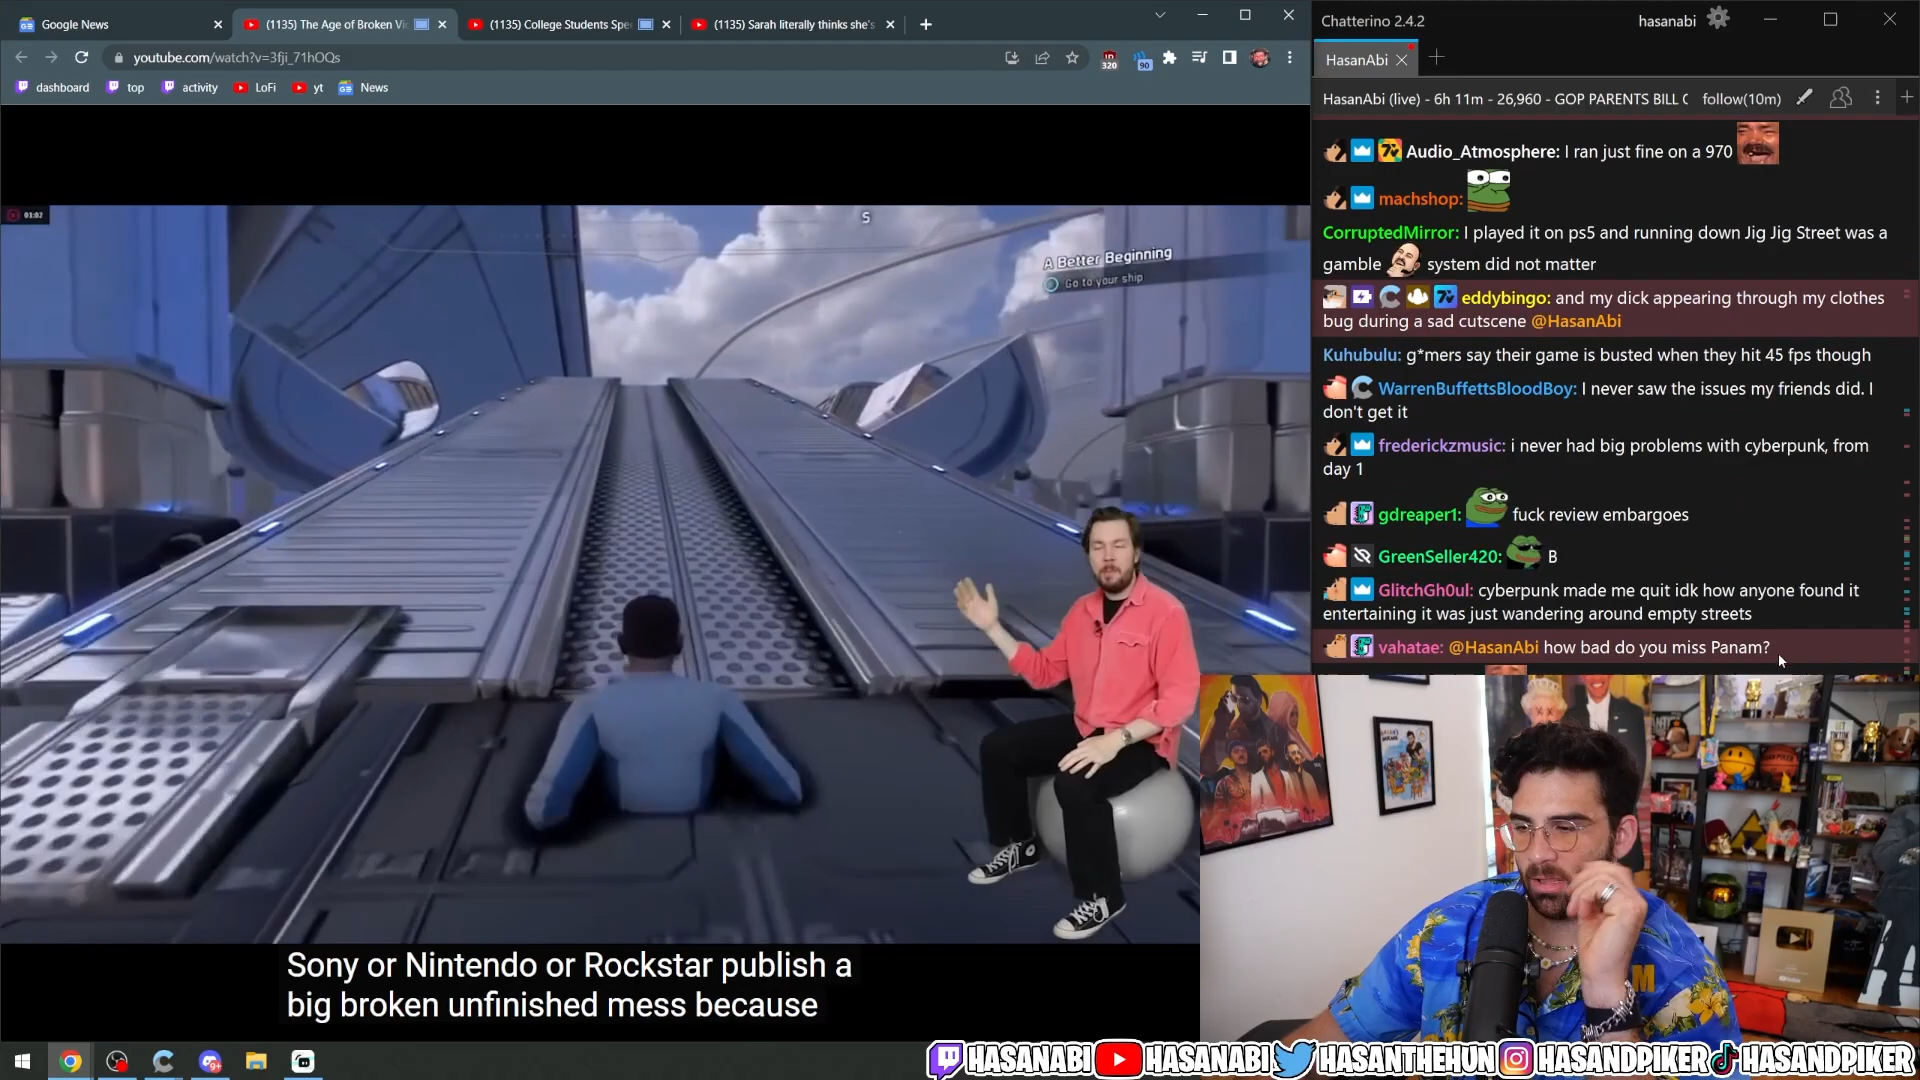 Google News
(1135) The Age of Broken Vi
(1135) College Students Spe
(1135) Sarah literally thinks she's
youtube.com/watch?v=3fji_71hOQs
320
90
dashboard
top
activity
LoFi
yt
News
01:02
S
A Better Beginning
Go to your ship
Sony or Nintendo or Rockstar publish a
big broken unfinished mess because
Chatterino 2.4.2
hasanabi
HasanAbi
HasanAbi (live) - 6h 11m - 26,960 - GOP PARENTS BILL
follow(10m)
Audio_Atmosphere: I ran just fine on a 970
machshop:
CorruptedMirror: I played it on ps5 and running down Jig Jig Street was a
gamble system did not matter
eddybingo: and my dick appearing through my clothes
bug during a sad cutscene @HasanAbi
Kuhubulu: g*mers say their game is busted when they hit 45 fps though
WarrenBuffettsBloodBoy: I never saw the issues my friends did. I
don't get it
frederickzmusic: i never had big problems with cyberpunk, from
day 1
gdreaper1: fuck review embargoes
GreenSeller420: B
GlitchGh0ul: cyberpunk made me quit idk how anyone found it
entertaining it was just wandering around empty streets
vahatae: @HasanAbi how bad do you miss Panam?
HASANABI HASANABI HASANTHEHUN HASANDPIKER HASANDPIKER